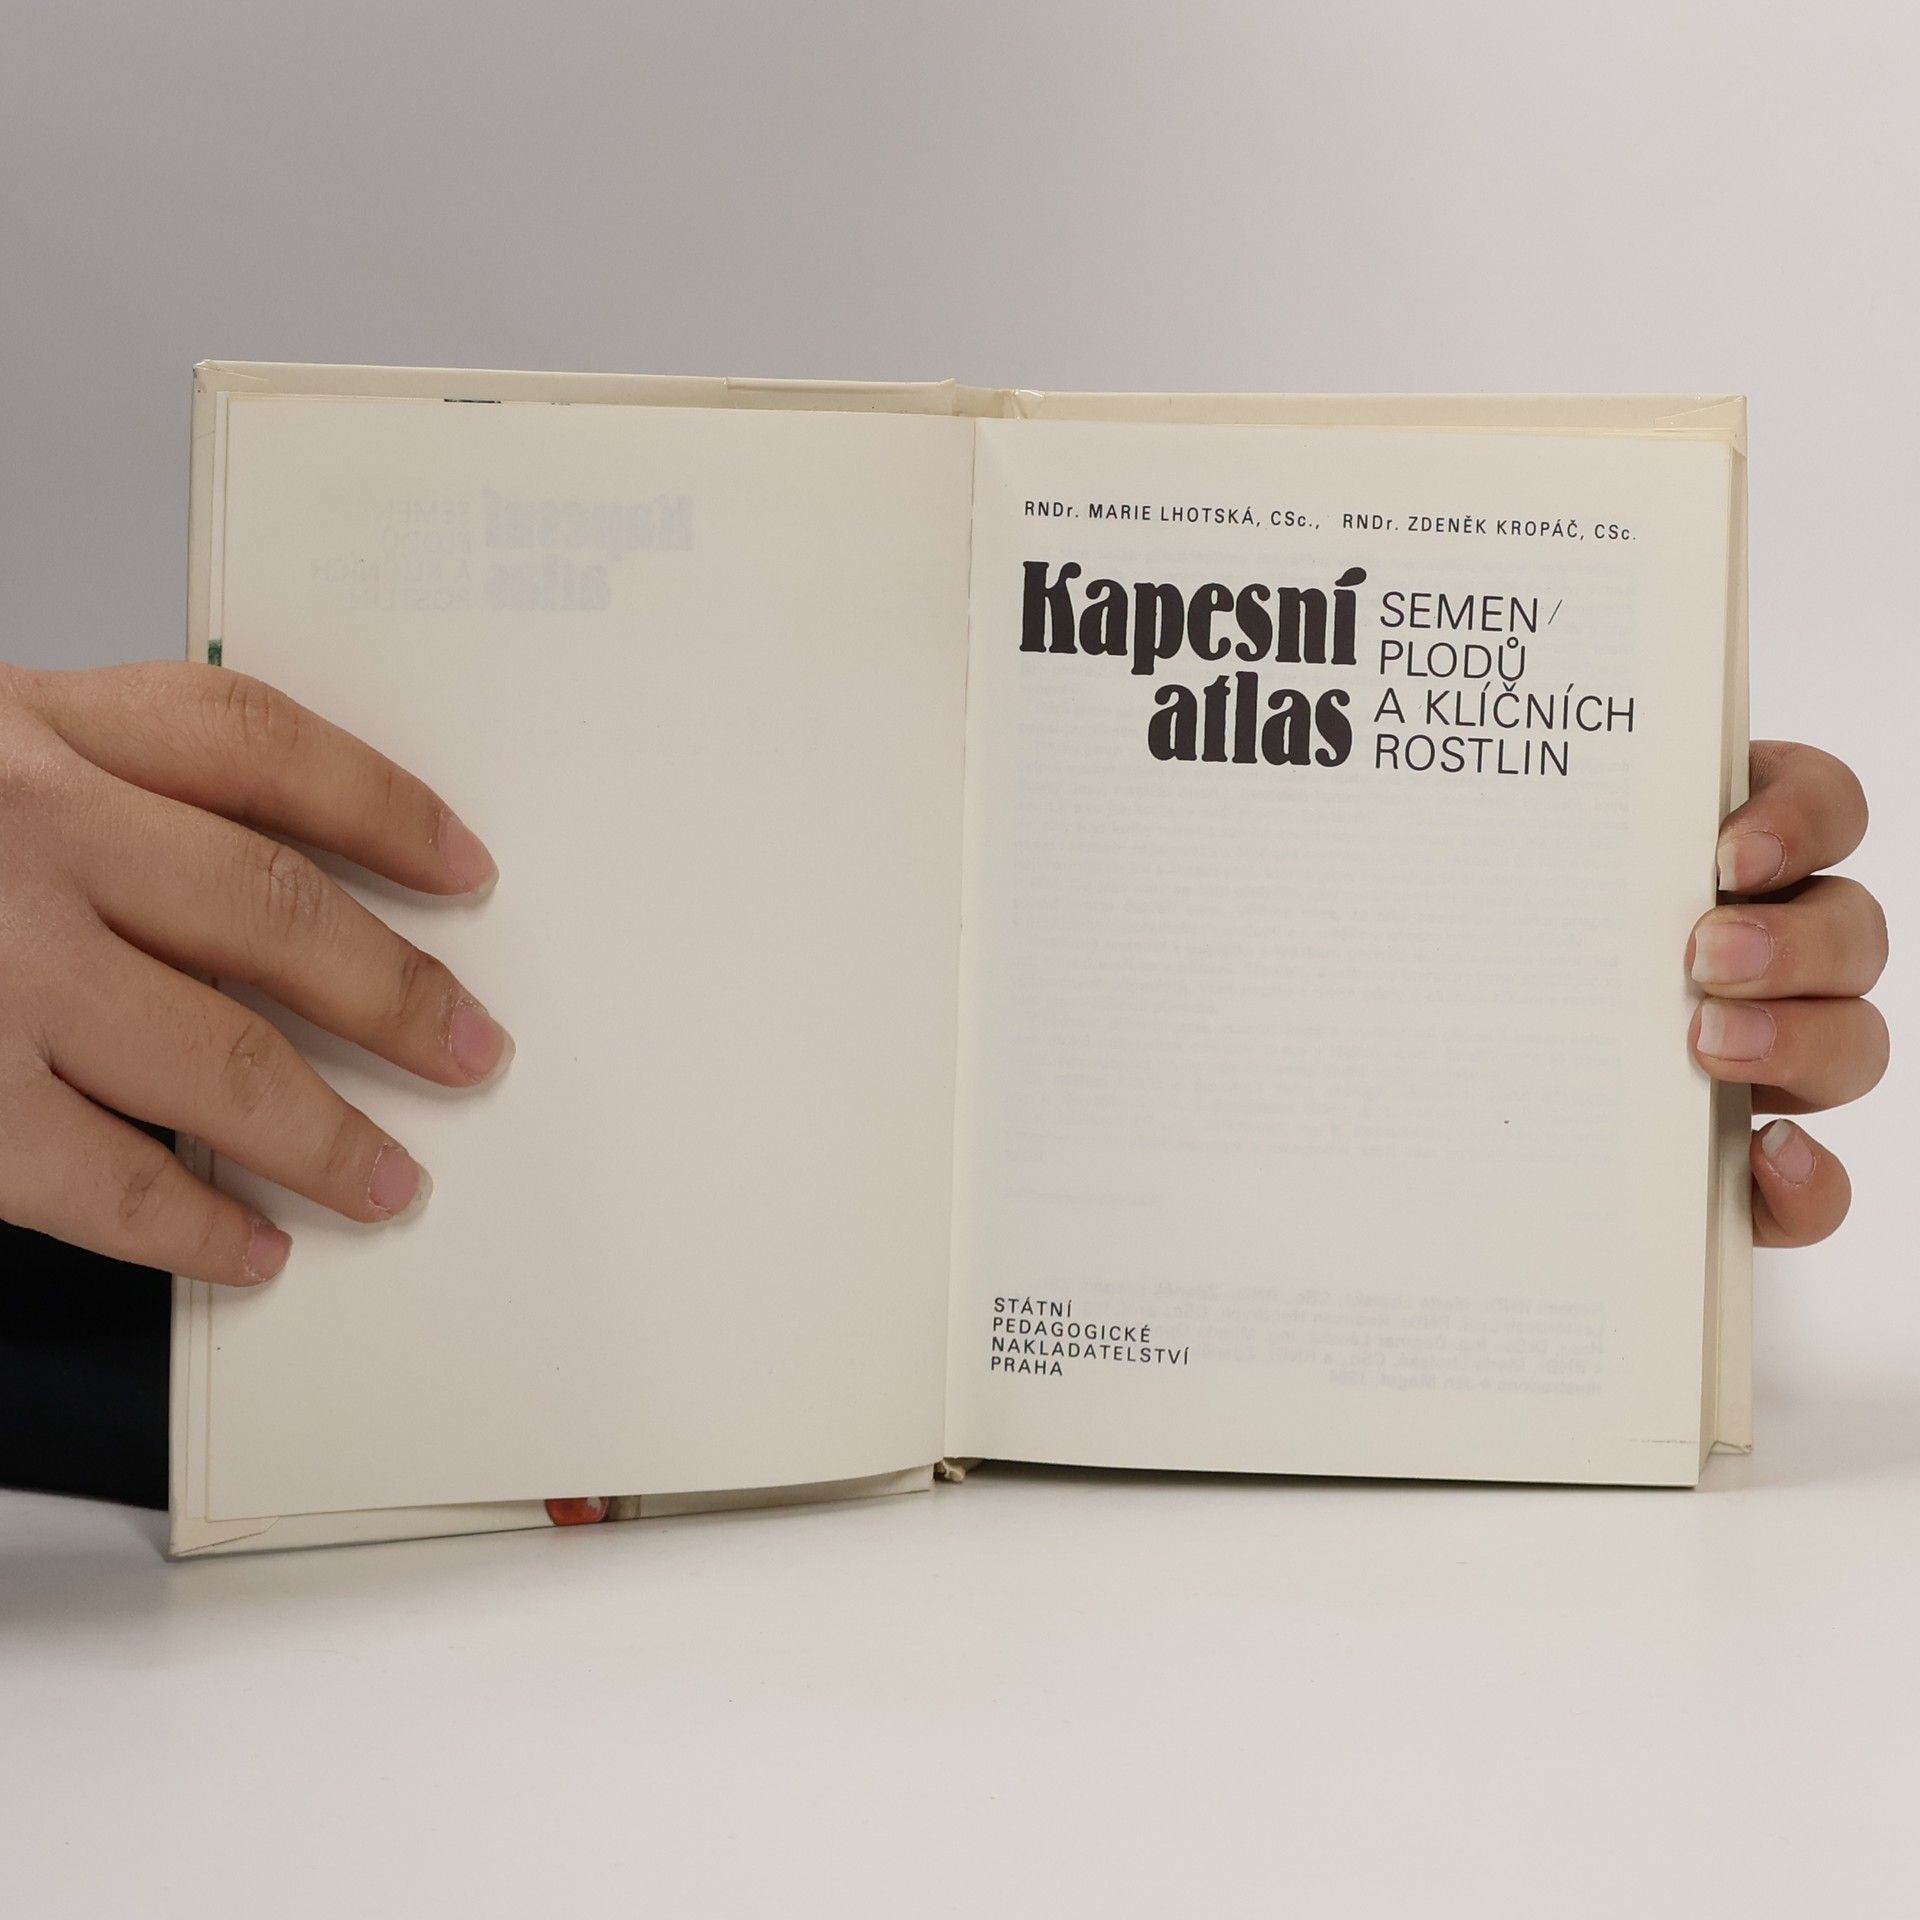 RNDr. MARIE LHOTSKÁ, CSc., RNDr. ZDENĚK KROPÁČ, CSc.
Kapesní atlas
SEMEN/
PLODŮ
A KLÍČNÍCH
ROSTLIN
STÁTNÍ
PEDAGOGICKÉ
NAKLADATELSTVÍ
PRAHA